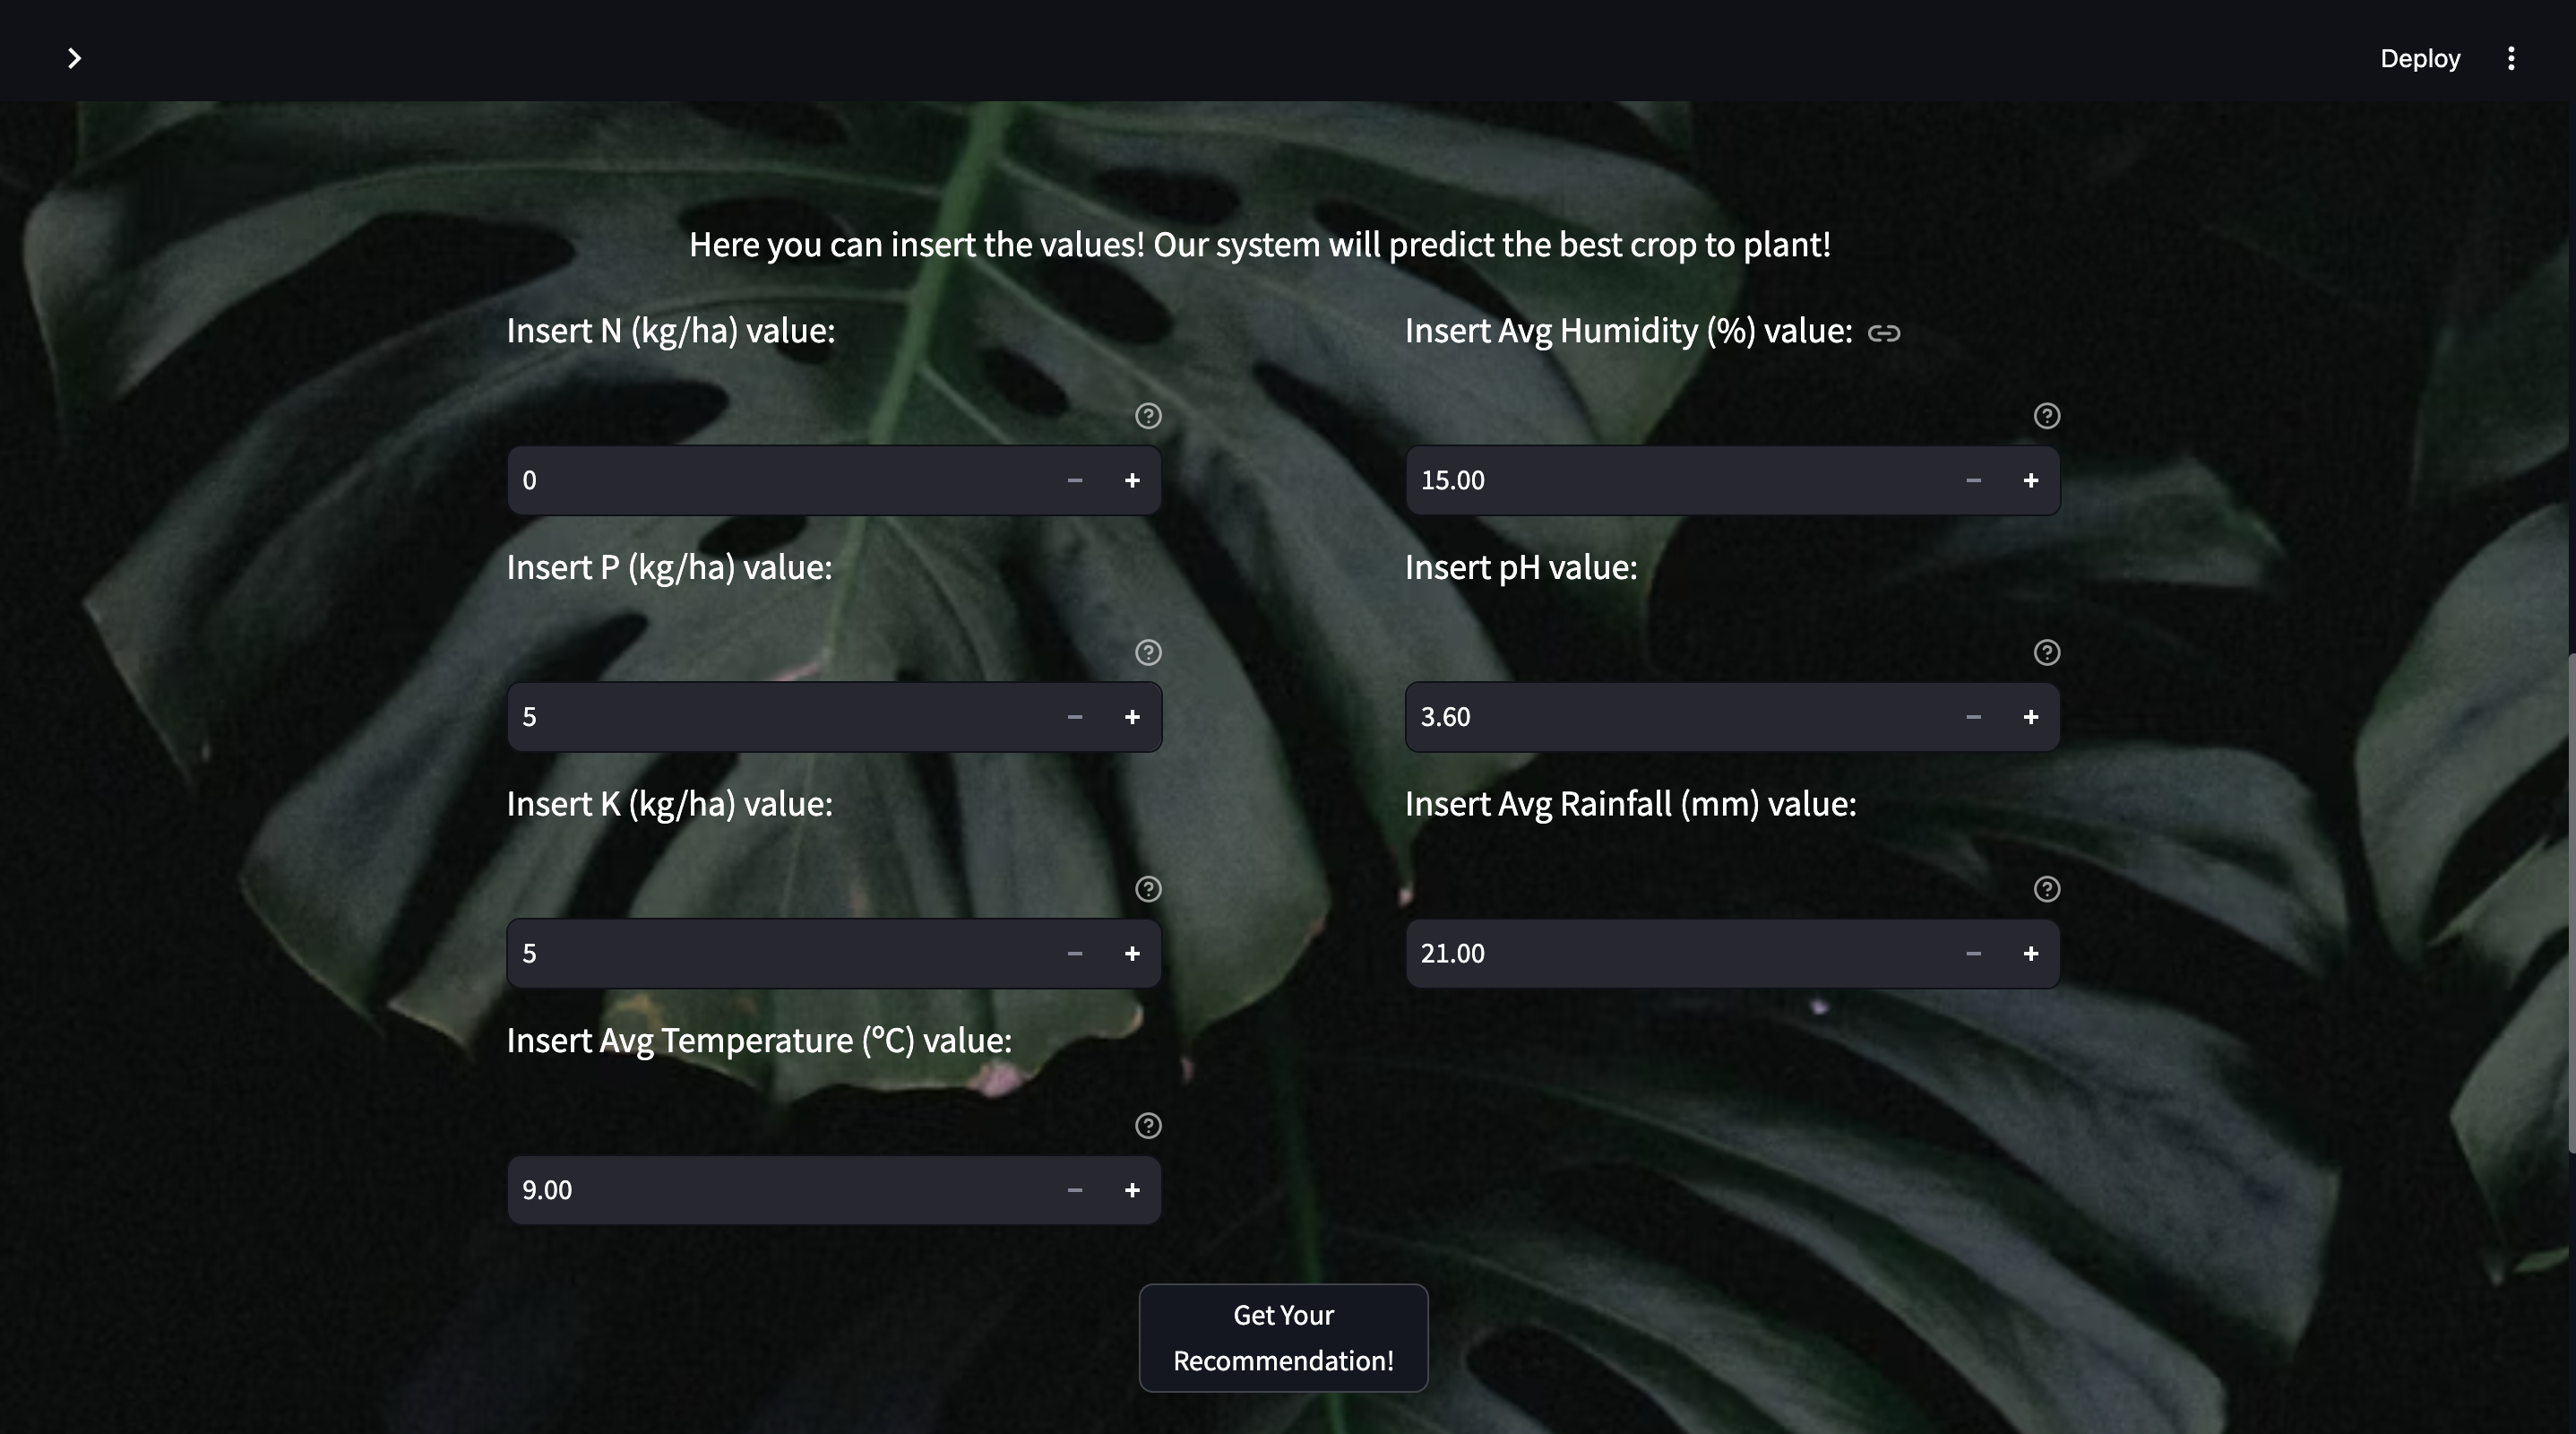 Deploy
Here you can insert the values! Our system will predict the best crop to plant!
Insert N (kg/ha) value:
0
Insert P (kg/ha) value:
5
Insert K (kg/ha) value:
5
Insert Avg Temperature (ºC) value:
9.00
Insert Avg Humidity (%) value:
15.00
Insert pH value:
3.60
Insert Avg Rainfall (mm) value:
21.00
Get Your
Recommendation!